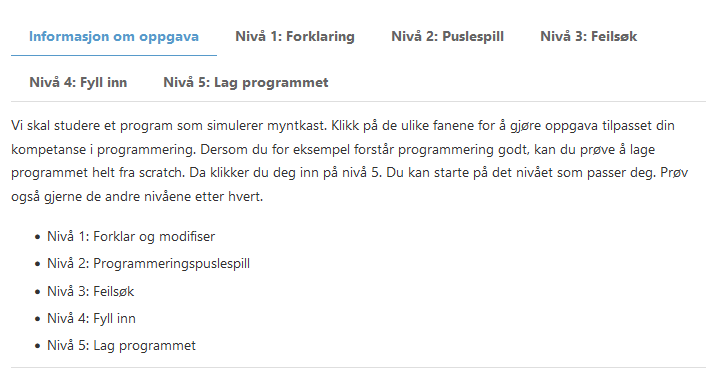 Informasjon om oppgava Nivå 1: Forklaring Nivå 2: Puslespill Nivå 3: Feilsøk
Nivå 4: Fyll inn Nivå 5: Lag programmet
Vi skal studere et program som simulerer myntkast. Klikk på de ulike fanene for å gjøre oppgava tilpasset din
kompetanse i programmering. Dersom du for eksempel forstår programmering godt, kan du prøve å lage
programmet helt fra scratch. Da klikker du deg inn på nivå 5. Du kan starte på det nivået som passer deg. Prøv
også gjerne de andre nivåene etter hvert.
• Nivå 1: Forklar og modifiser
• Nivå 2: Programmeringspuslespill
• Nivå 3: Feilsøk
• Nivå 4: Fyll inn
• Nivå 5: Lag programmet